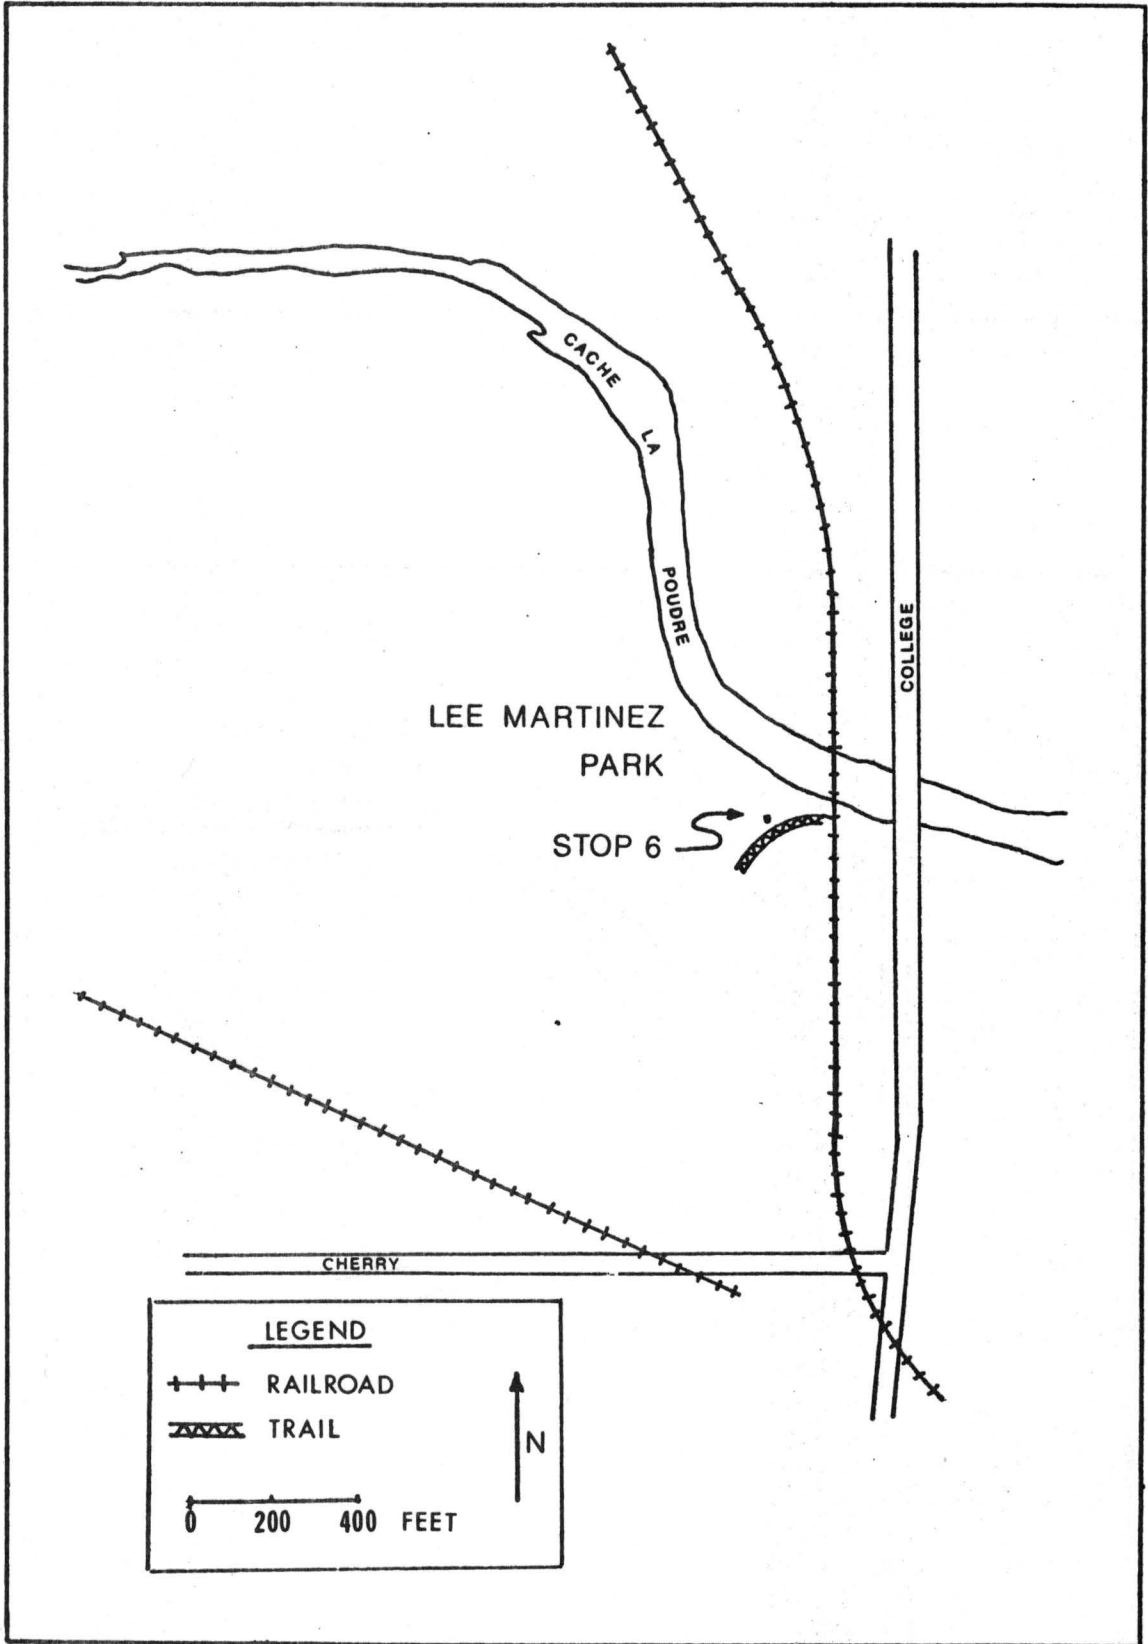 CACHE
LA
POUDRE
COLLEGE
LEE MARTINEZ
PARK
STOP 6
CHERRY
LEGEND
RAILROAD
TRAIL
N
0 200 400 FEET